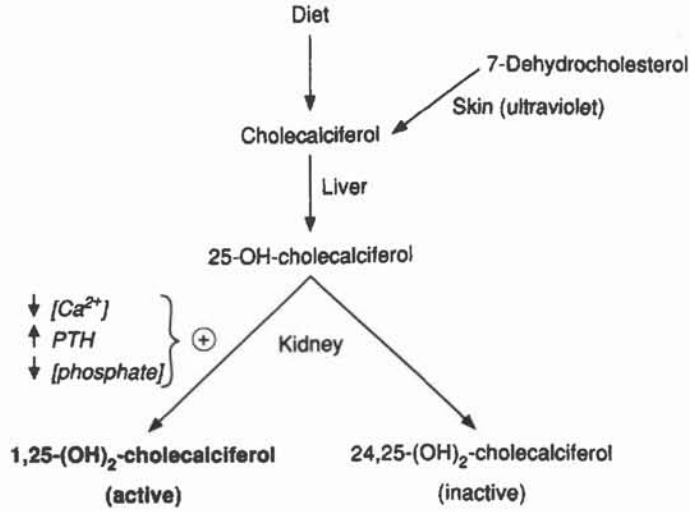 Diet
7-Dehydrocholesterol
Skin (ultraviolet)
Cholecalciferol
Liver
25-OH-cholecalciferol
↓ [Ca²⁺]
↑ PTH
↓ [phosphate]
+
Kidney
1,25-(OH)₂-cholecalciferol
(active)
24,25-(OH)₂-cholecalciferol
(inactive)